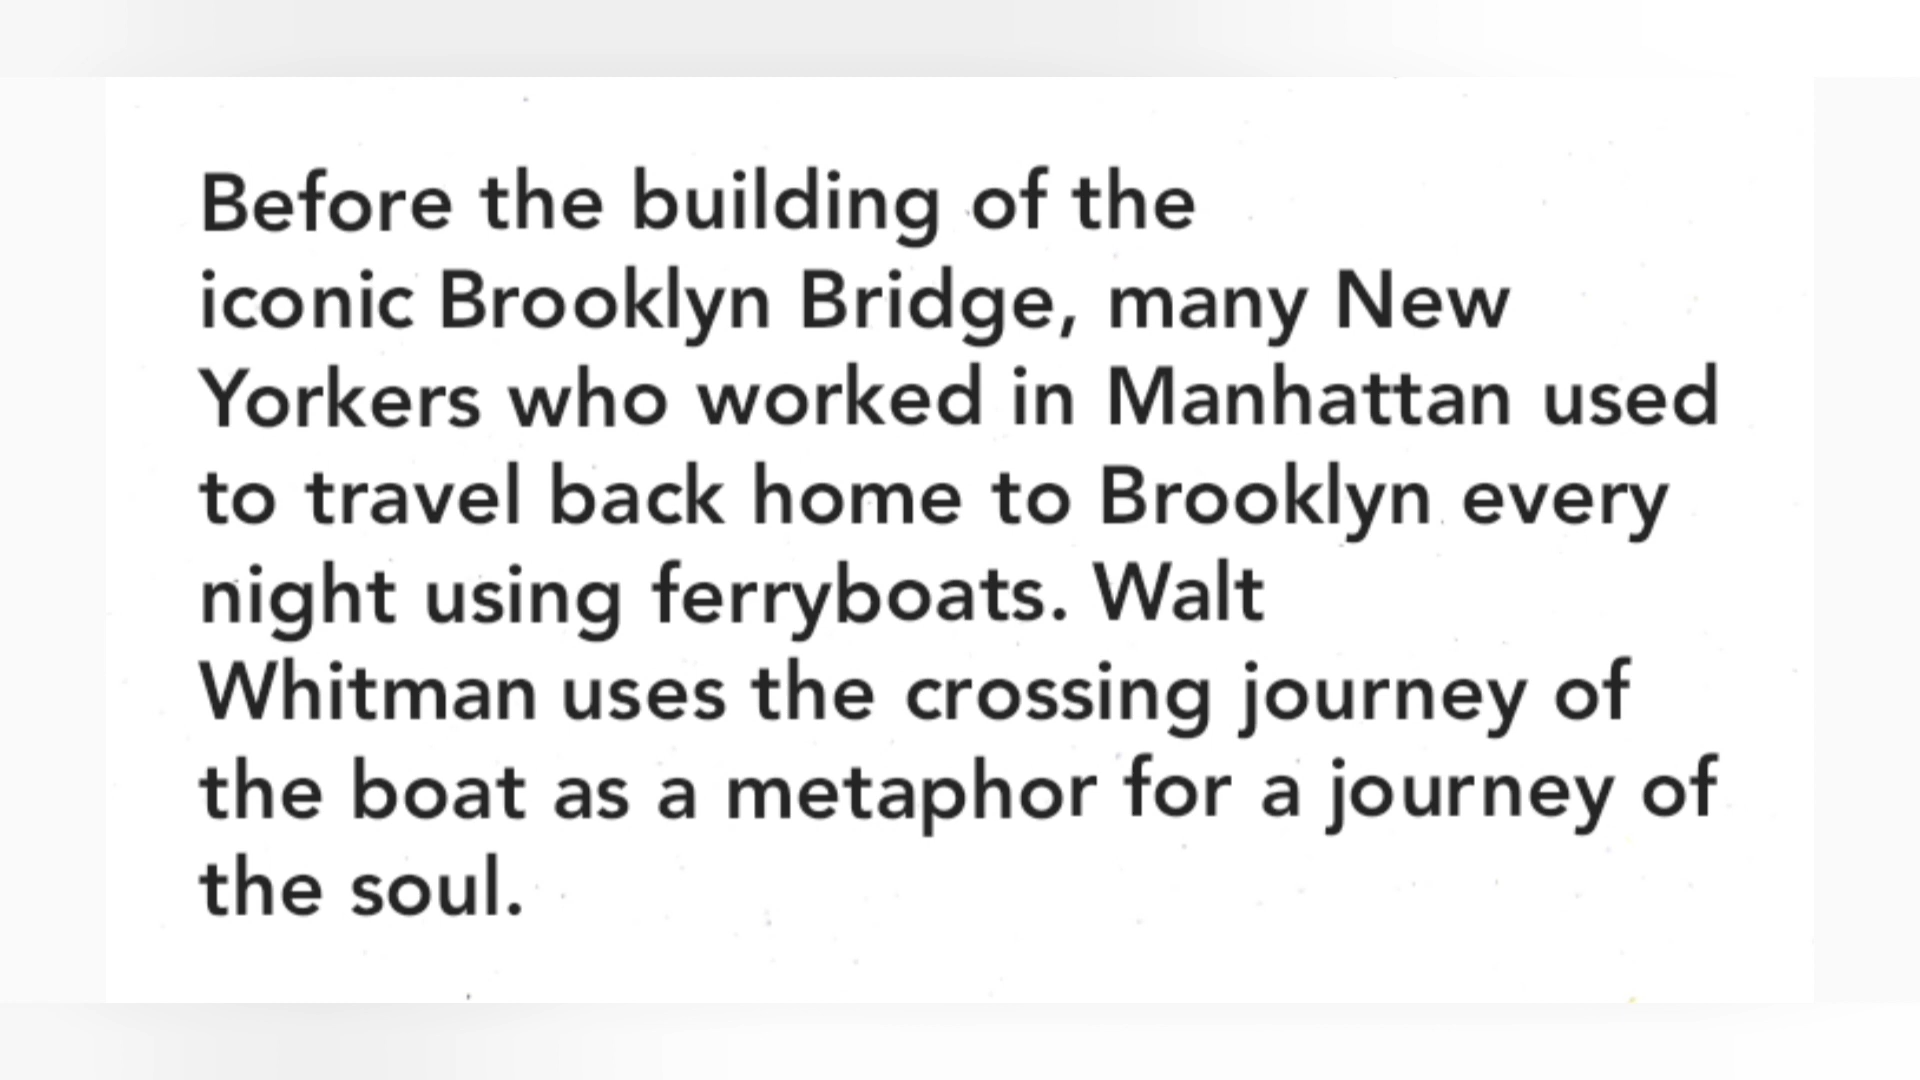 Before the building of the
iconic Brooklyn Bridge, many New
Yorkers who worked in Manhattan used
to travel back home to Brooklyn every
night using ferryboats. Walt
Whitman uses the crossing journey of
the boat as a metaphor for a journey of
the soul.